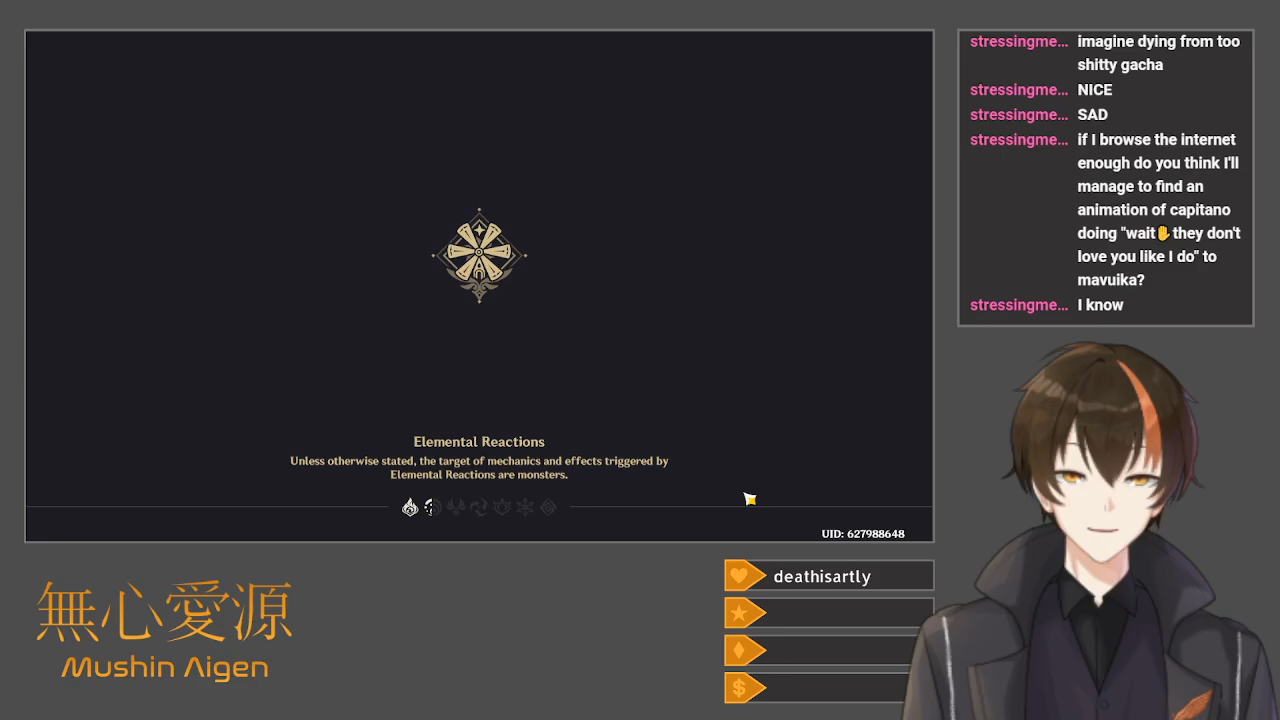 stressingme... imagine dying from too
shitty gacha
stressingme... NICE
stressingme... SAD
stressingme... if I browse the internet
enough do you think I'll
manage to find an
animation of capitano
doing "wait✋they don't
love you like I do" to
mavuika?
stressingme... I know
Elemental Reactions
Unless otherwise stated, the target of mechanics and effects triggered by
Elemental Reactions are monsters.
UID: 627988648
deathisartly
無心愛源
Mushin Aigen